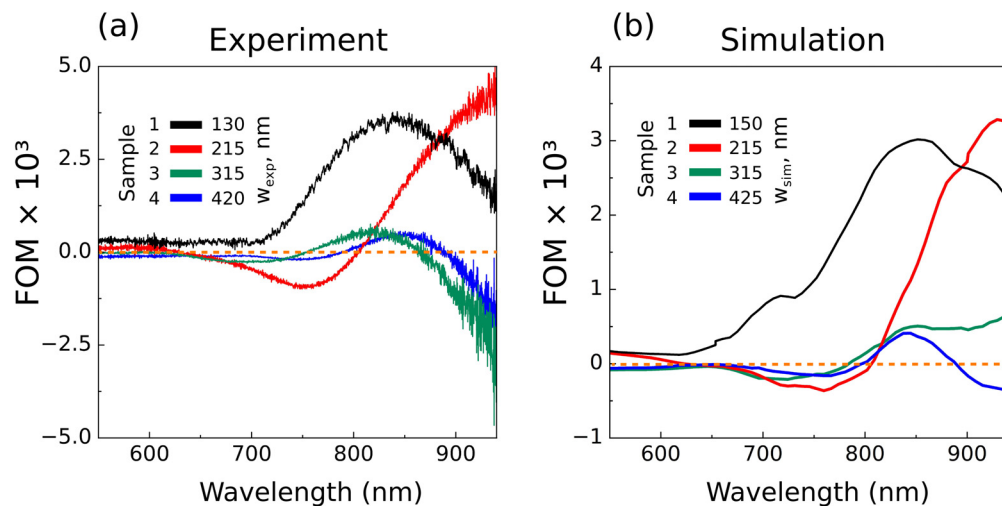 (a)
Experiment
FOM × 10³
5.0
2.5
0.0
−2.5
−5.0
Sample
1 130
2 215
3 315
4 420
wexp, nm
600 700 800 900
Wavelength (nm)
(b)
Simulation
FOM × 10³
4
3
2
1
0
−1
Sample
1 150
2 215
3 315
4 425
wsim, nm
600 700 800 900
Wavelength (nm)